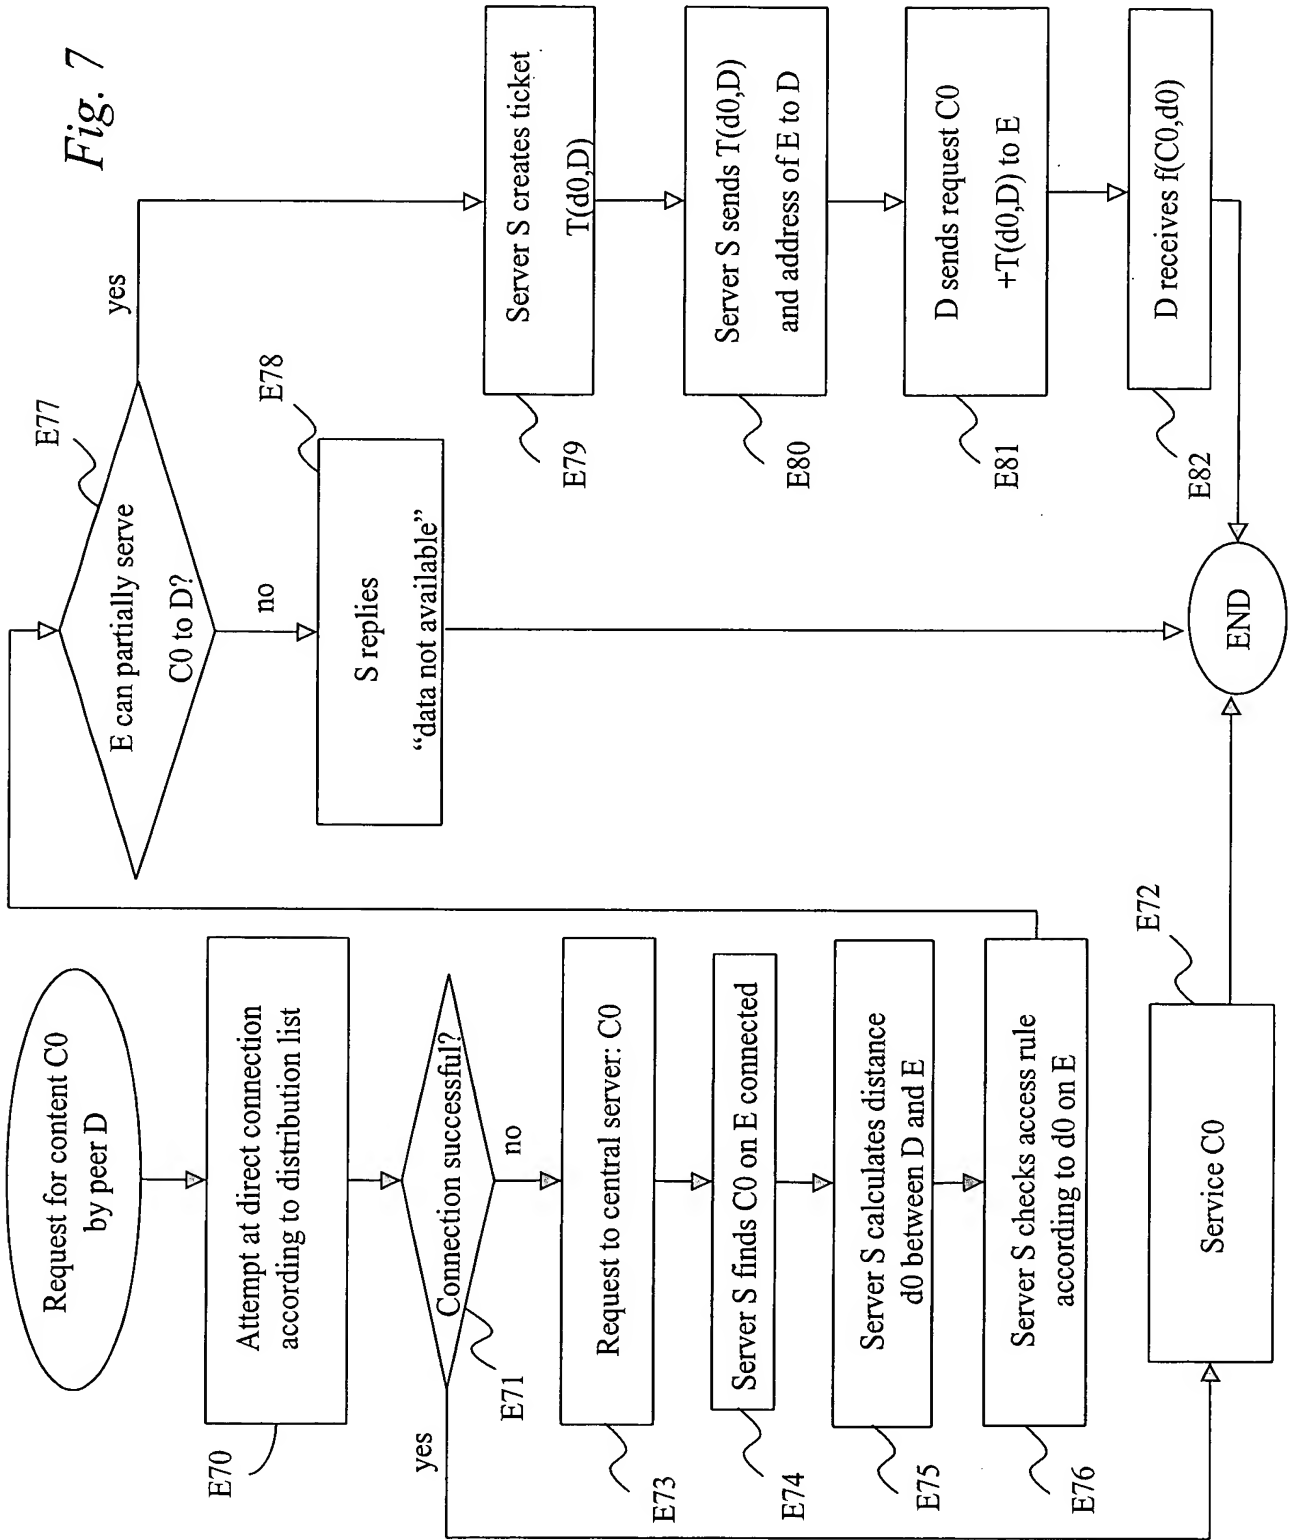 Fig. 7
Request for content C0
by peer D
Attempt at direct connection
according to distribution list
E70
Connection successful?
E71
yes
no
Request to central server: C0
E73
Server S finds C0 on E connected
E74
Server S calculates distance
d0 between D and E
E75
Server S checks access rule
according to d0 on E
E76
Service C0
E72
E can partially serve
C0 to D?
E77
yes
no
S replies
“data not available”
E78
Server S creates ticket
T(d0,D)
E79
Server S sends T(d0,D)
and address of E to D
E80
D sends request C0
+T(d0,D) to E
E81
D receives f(C0,d0)
E82
END